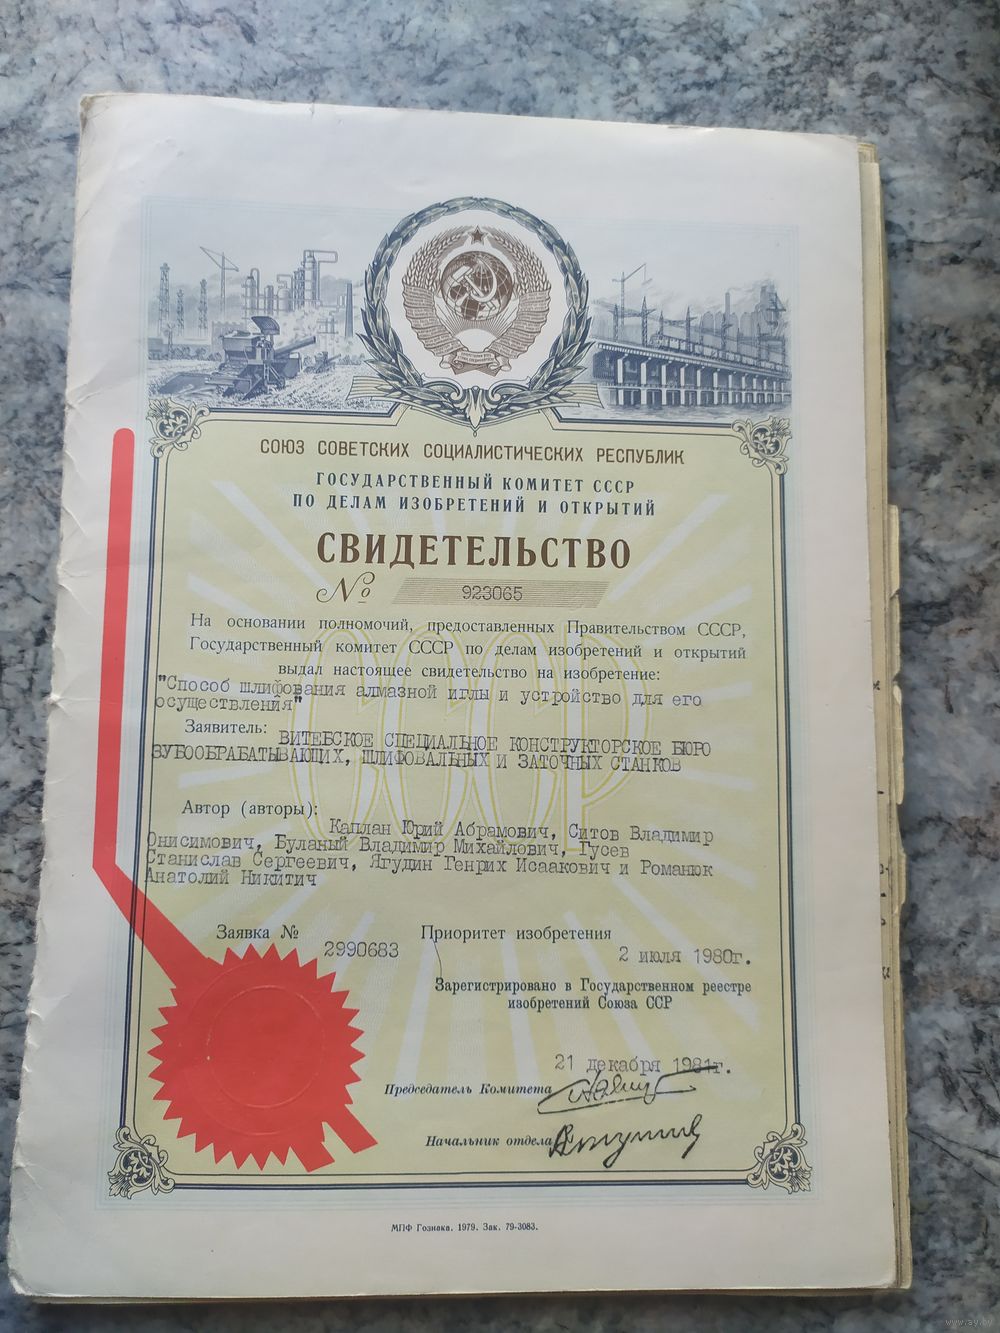 СОЮЗ СОВЕТСКИХ СОЦИАЛИСТИЧЕСКИХ РЕСПУБЛИК
ГОСУДАРСТВЕННЫЙ КОМИТЕТ СССР
ПО ДЕЛАМ ИЗОБРЕТЕНИЙ И ОТКРЫТИЙ
СВИДЕТЕЛЬСТВО
№ 923065
На основании полномочий, предоставленных Правительством СССР,
Государственный комитет СССР по делам изобретений и открытий
выдал настоящее свидетельство на изобретение:
"Способ шлифования алмазной иглы и устройство для его
осуществления"
Заявитель: ВИТЕБСКОЕ СПЕЦИАЛЬНОЕ КОНСТРУКТОРСКОЕ БЮРО
ЗУБООБРАБАТЫВАЮЩИХ, ШЛИФОВАЛЬНЫХ И ЗАТОЧНЫХ СТАНКОВ
СССР
Автор (авторы):
Каплан Юрий Абрамович, Ситов Владимир
Онисимович, Буланый Владимир Михайлович, Гусев
Станислав Сергеевич, Ягудин Генрих Исаакович и Романюк
Анатолий Никитич
Заявка № 2990683
Приоритет изобретения 2 июля 1980г.
Зарегистрировано в Государственном реестре
изобретений Союза ССР
21 декабря 1981г.
Председатель Комитета
Начальник отдела
МПФ Гознака. 1979. Зак. 79-3083.
www.ay.by